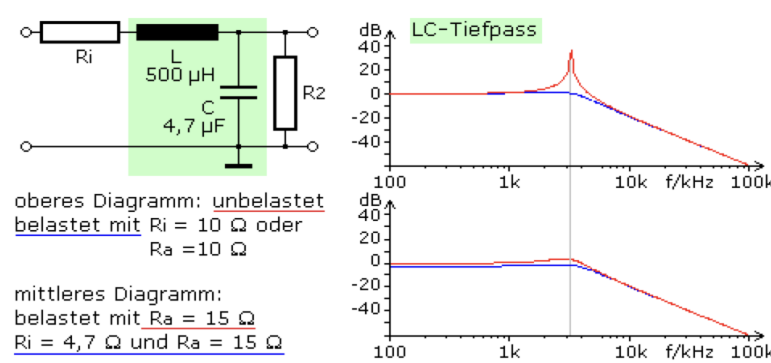 Ri
L
500 µH
C
4,7 µF
R2
oberes Diagramm: unbelastet
belastet mit Ri = 10 Ω oder
Ra =10 Ω
mittleres Diagramm:
belastet mit Ra = 15 Ω
Ri = 4,7 Ω und Ra = 15 Ω
dB
LC-Tiefpass
40
20
0
-20
-40
100 1k 10k f/kHz 100k
dB
40
20
0
-20
-40
100 1k 10k f/kHz 100k